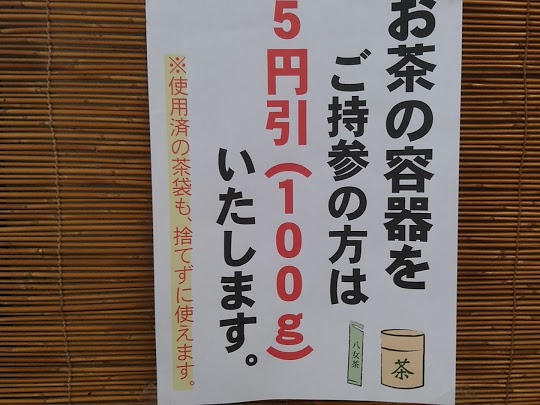 お茶の容器を
ご持参の方は
5円引(100g)
いたします。
※使用済の茶袋も、捨てずに使えます。
八女茶
茶